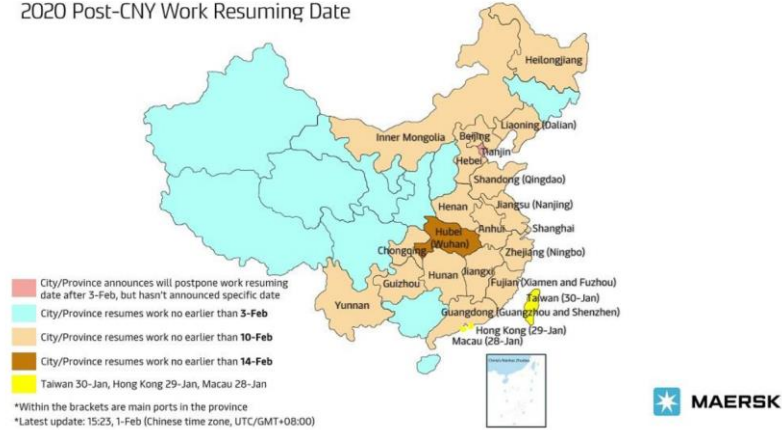 2020 Post-CNY Work Resuming Date
Heilongjiang
Liaoning (Dalian)
Inner Mongolia
Beijing
Tianjin
Hebei
Shandong (Qingdao)
Henan
Jiangsu (Nanjing)
Hubei
(Wuhan)
Anhui
Shanghai
Chongqing
Zhejiang (Ningbo)
Hunan
Jiangxi
Guizhou
Fujian (Xiamen and Fuzhou)
Yunnan
Taiwan (30-Jan)
Guangdong (Guangzhou and Shenzhen)
Hong Kong (29-Jan)
Macau (28-Jan)
City/Province announces will postpone work resuming
date after 3-Feb, but hasn't announced specific date
City/Province resumes work no earlier than 3-Feb
City/Province resumes work no earlier than 10-Feb
City/Province resumes work no earlier than 14-Feb
Taiwan 30-Jan, Hong Kong 29-Jan, Macau 28-Jan
*Within the brackets are main ports in the province
*Latest update: 15:23, 1-Feb (Chinese time zone, UTC/GMT+08:00)
MAERSK